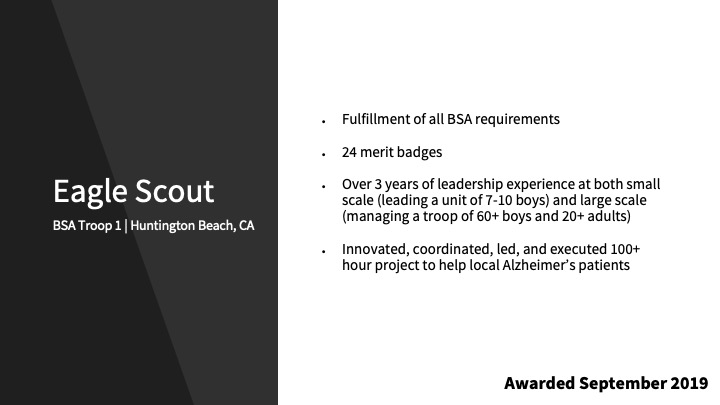 Eagle Scout
BSA Troop 1 | Huntington Beach, CA
• Fulfillment of all BSA requirements
• 24 merit badges
• Over 3 years of leadership experience at both small
scale (leading a unit of 7-10 boys) and large scale
(managing a troop of 60+ boys and 20+ adults)
• Innovated, coordinated, led, and executed 100+
hour project to help local Alzheimer’s patients
Awarded September 2019